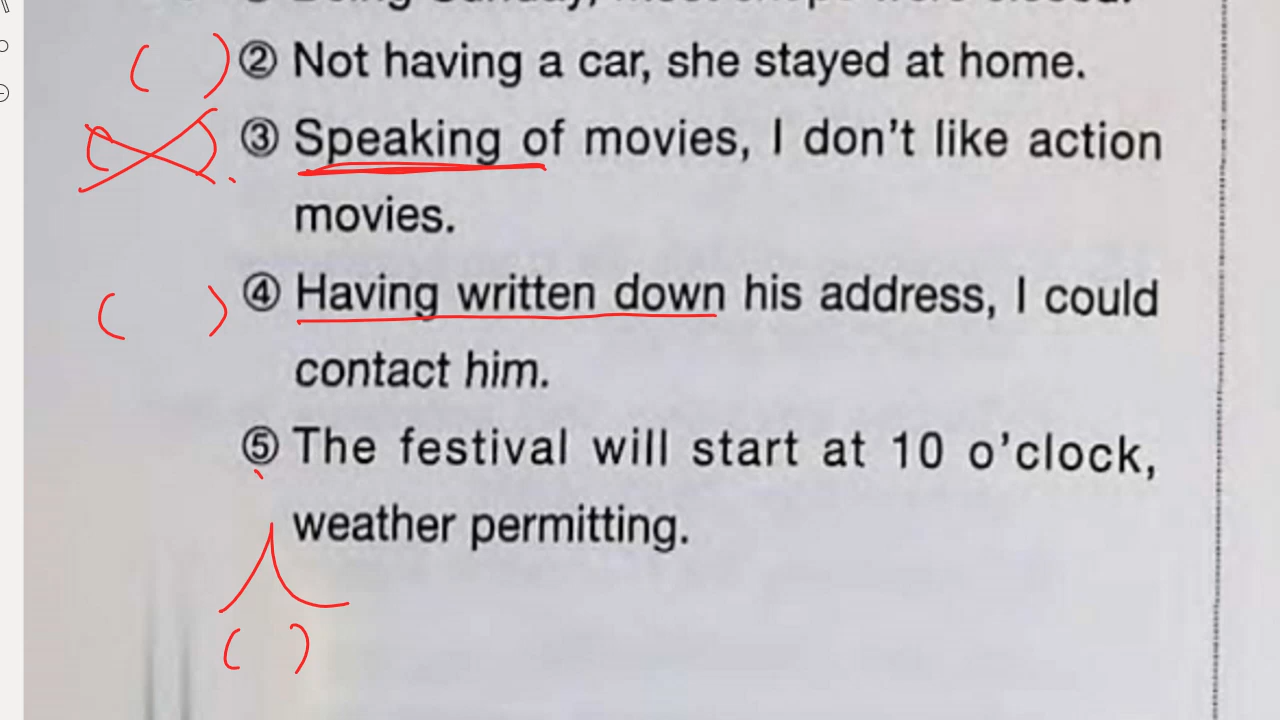 ② Not having a car, she stayed at home.
③ Speaking of movies, I don't like action
movies.
④ Having written down his address, I could
contact him.
⑤ The festival will start at 10 o'clock,
weather permitting.